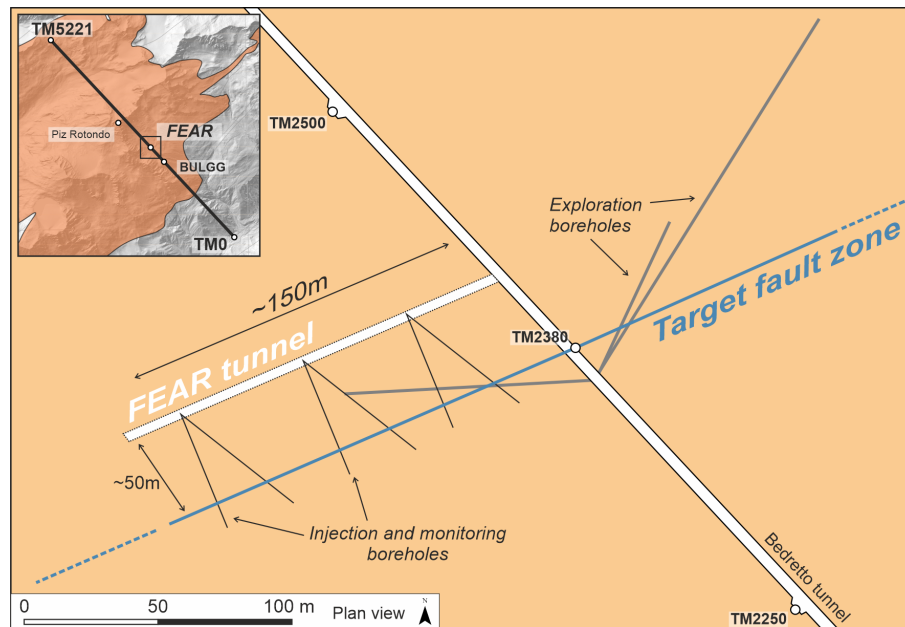 TM5221
Piz Rotondo
FEAR
BULGG
TM0
TM2500
Exploration
boreholes
Target fault zone
~150m
TM2380
FEAR tunnel
~50m
Injection and monitoring
boreholes
Bedretto tunnel
TM2250
0 50 100 m
Plan view
N